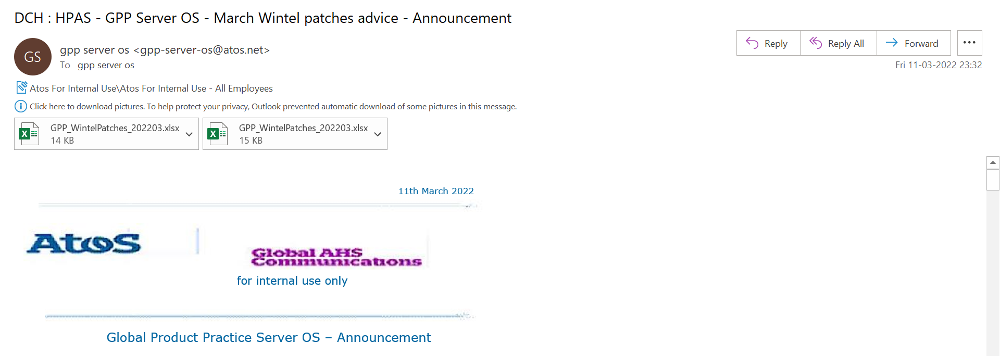 DCH : HPAS - GPP Server OS - March Wintel patches advice - Announcement
GS
gpp server os <gpp-server-os@atos.net>
To gpp server os
Reply
Reply All
Forward
Fri 11-03-2022 23:32
Atos For Internal Use\Atos For Internal Use - All Employees
Click here to download pictures. To help protect your privacy, Outlook prevented automatic download of some pictures in this message.
GPP_WintelPatches_202203.xlsx
14 KB
GPP_WintelPatches_202203.xlsx
15 KB
11th March 2022
Atos
Global AHS
Communications
for internal use only
Global Product Practice Server OS – Announcement